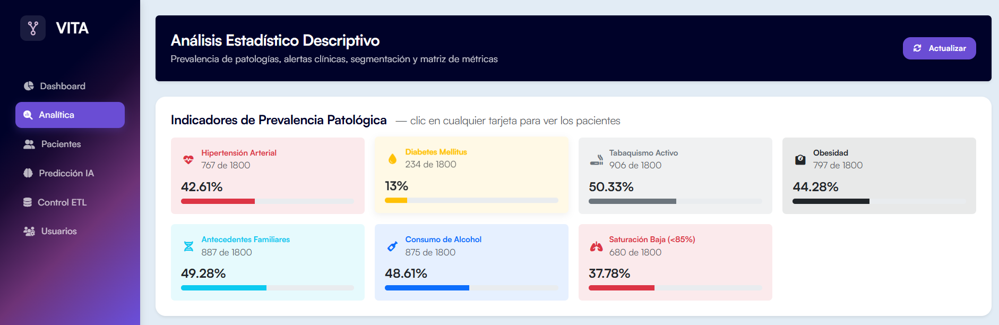 VITA
Dashboard
Analítica
Pacientes
Predicción IA
Control ETL
Usuarios
Análisis Estadístico Descriptivo
Prevalencia de patologías, alertas clínicas, segmentación y matriz de métricas
Actualizar
Indicadores de Prevalencia Patológica — clic en cualquier tarjeta para ver los pacientes
Hipertensión Arterial
767 de 1800
42.61%
Diabetes Mellitus
234 de 1800
13%
Tabaquismo Activo
906 de 1800
50.33%
Obesidad
797 de 1800
44.28%
Antecedentes Familiares
887 de 1800
49.28%
Consumo de Alcohol
875 de 1800
48.61%
Saturación Baja (<85%)
680 de 1800
37.78%